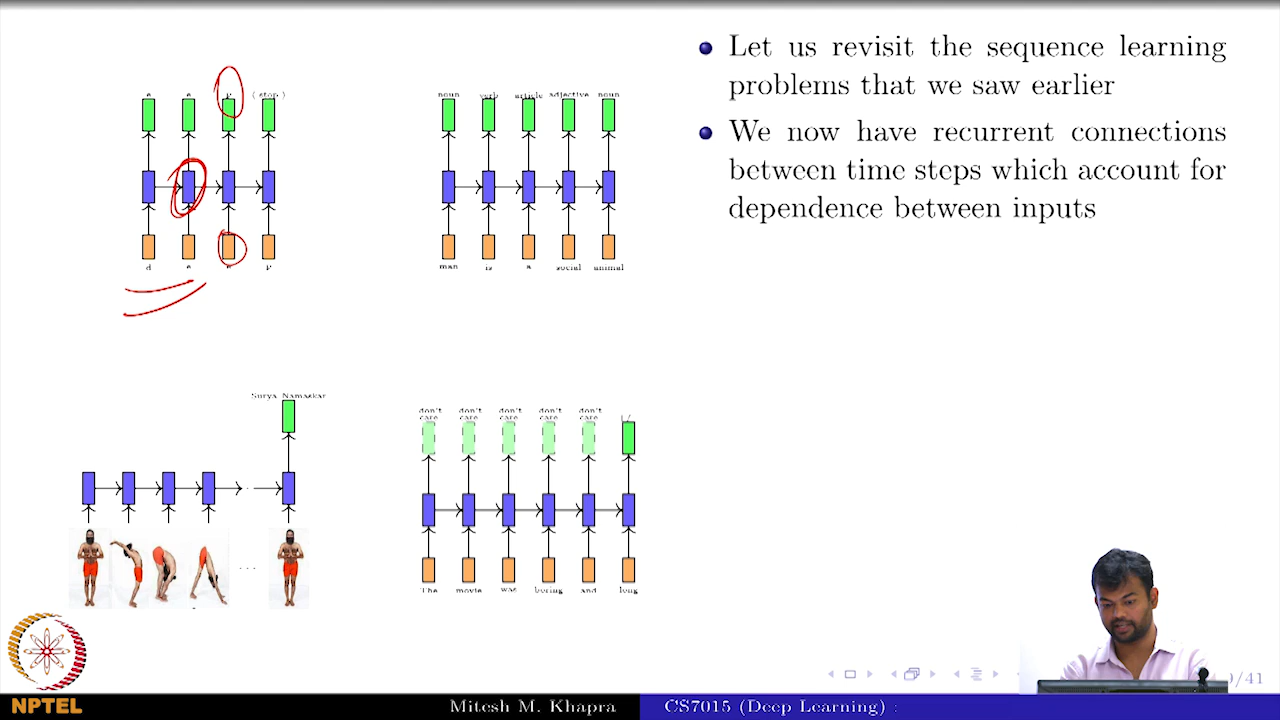 Let us revisit the sequence learning
problems that we saw earlier
We now have recurrent connections
between time steps which account for
dependence between inputs
e e p ⟨ stop ⟩
d e e p
noun verb article adjective noun
man is a social animal
Surya Namaskar
. . .
don't don't don't don't don't
care care care care care
The movie was boring and long
NPTEL
Mitesh M. Khapra CS7015 (Deep Learning) :
/41